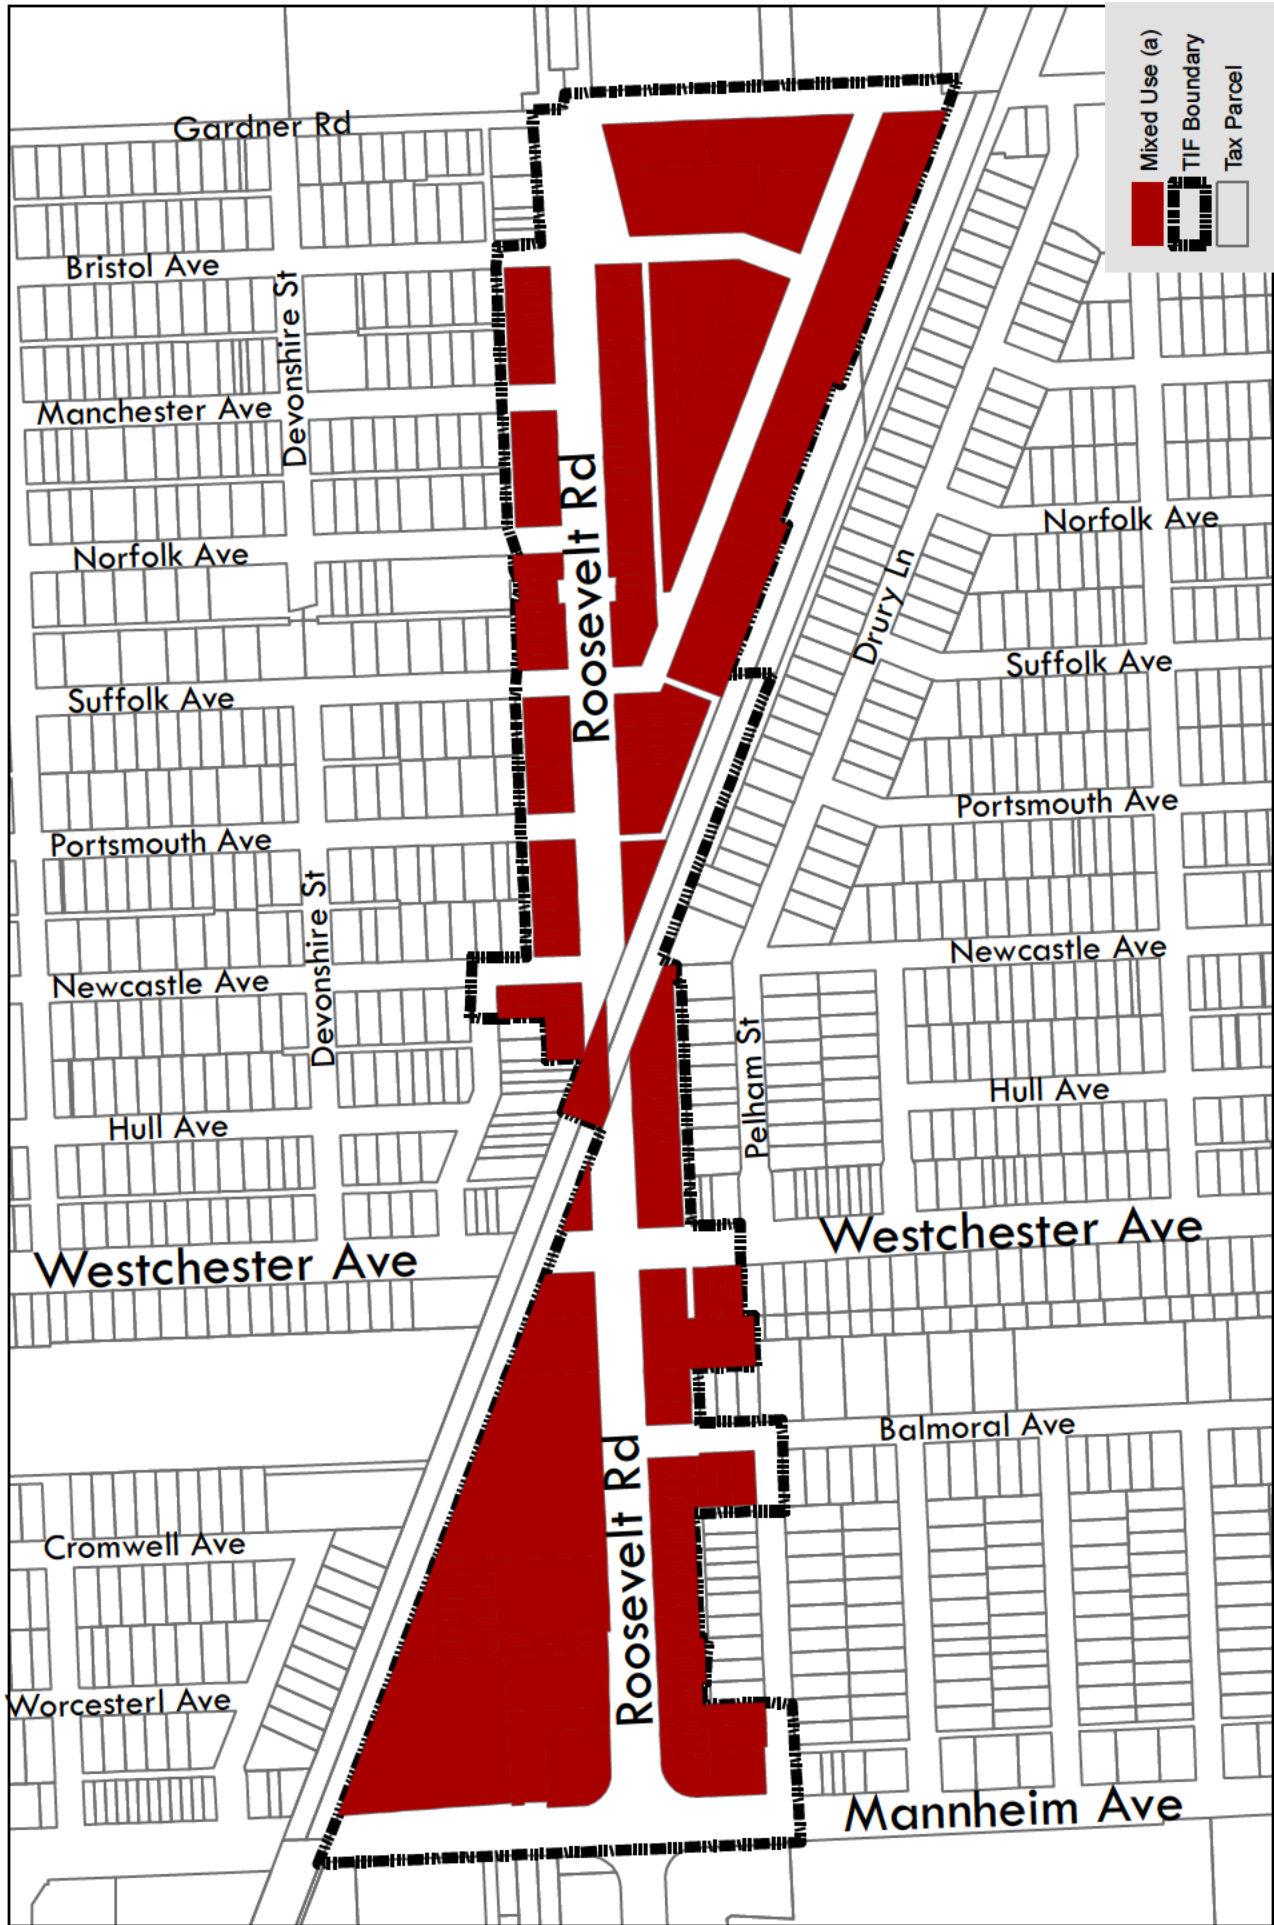 Mixed Use (a)
TIF Boundary
Tax Parcel
Gardner Rd
Bristol Ave
Devonshire St
Manchester Ave
Roosevelt Rd
Norfolk Ave
Norfolk Ave
Drury Ln
Suffolk Ave
Suffolk Ave
Portsmouth Ave
Portsmouth Ave
Devonshire St
Newcastle Ave
Newcastle Ave
Pelham St
Hull Ave
Hull Ave
Westchester Ave
Westchester Ave
Balmoral Ave
Roosevelt Rd
Cromwell Ave
Worcesterl Ave
Mannheim Ave